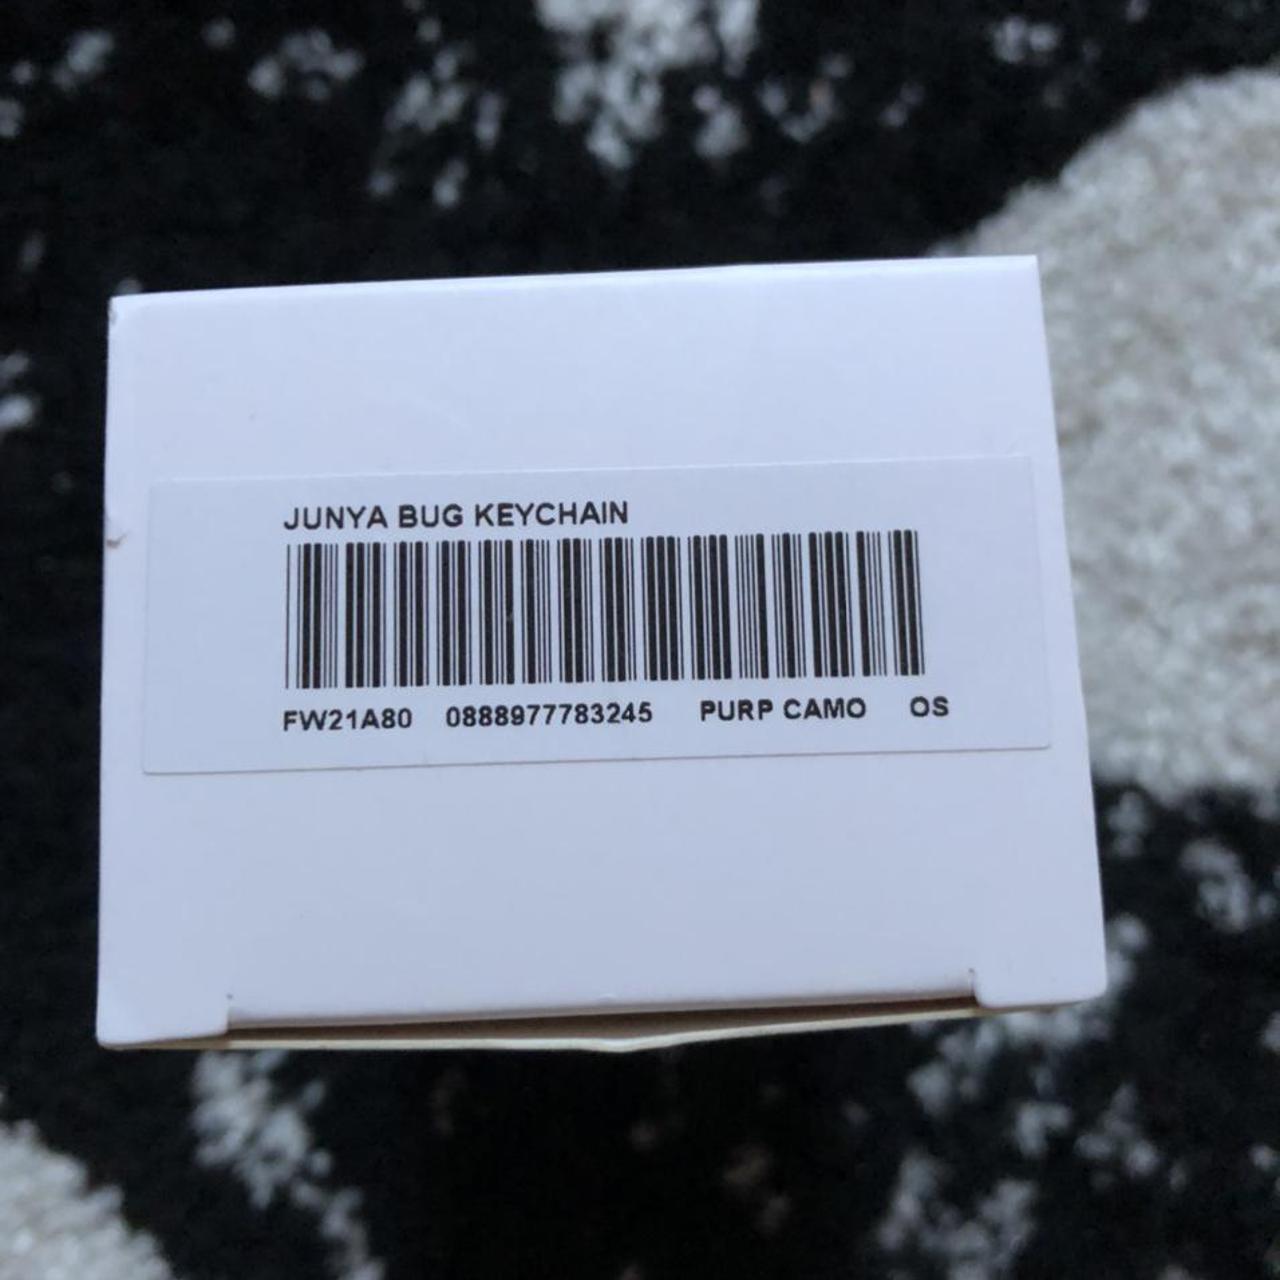 JUNYA BUG KEYCHAIN
FW21A80 0888977783245 PURP CAMO OS